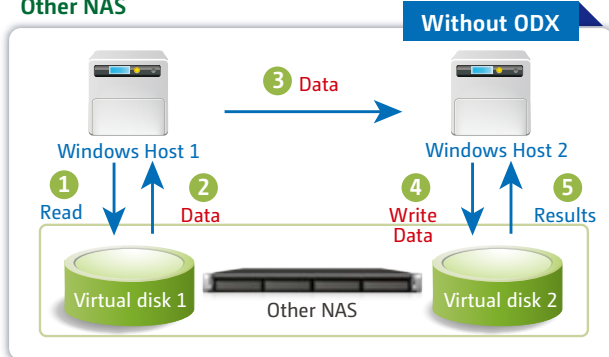 Other NAS
Without ODX
3 Data
Windows Host 1
Windows Host 2
1
Read
2
Data
4
Write
Data
5
Results
Virtual disk 1
Other NAS
Virtual disk 2